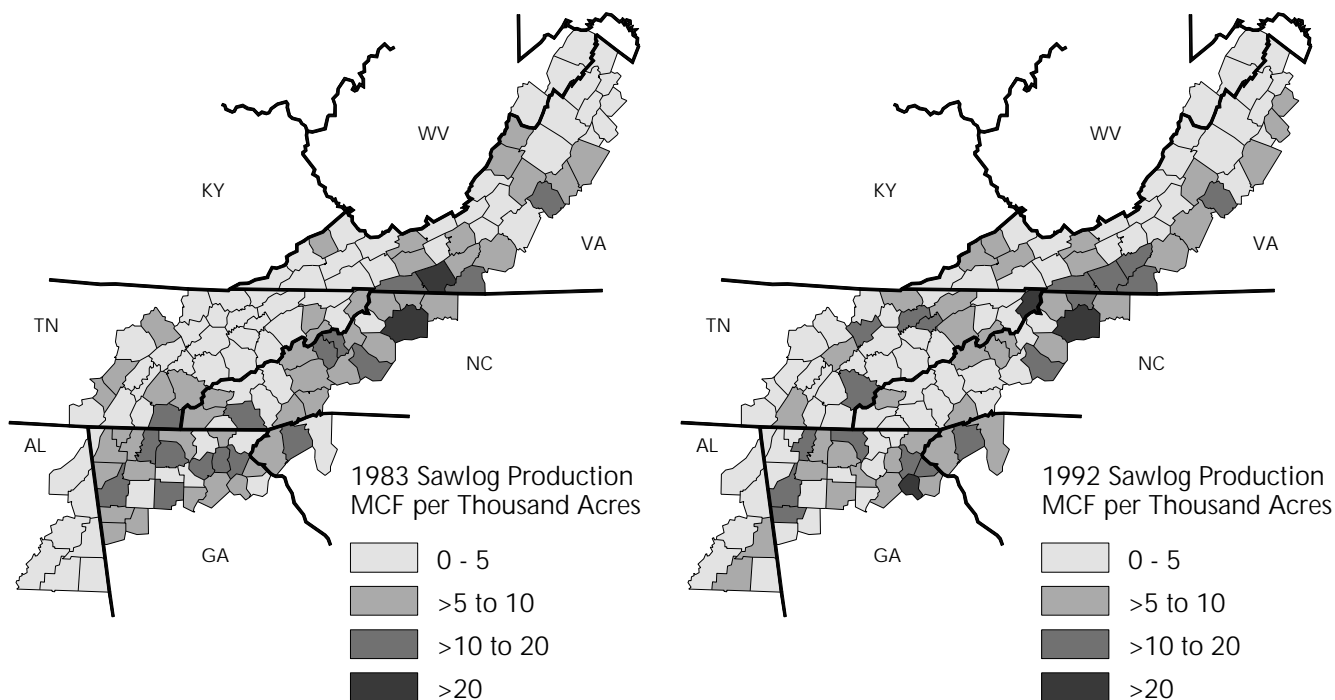 WV
KY
VA
TN
NC
AL
GA
1983 Sawlog Production
MCF per Thousand Acres
0 - 5
>5 to 10
>10 to 20
>20
WV
KY
VA
TN
NC
AL
GA
1992 Sawlog Production
MCF per Thousand Acres
0 - 5
>5 to 10
>10 to 20
>20